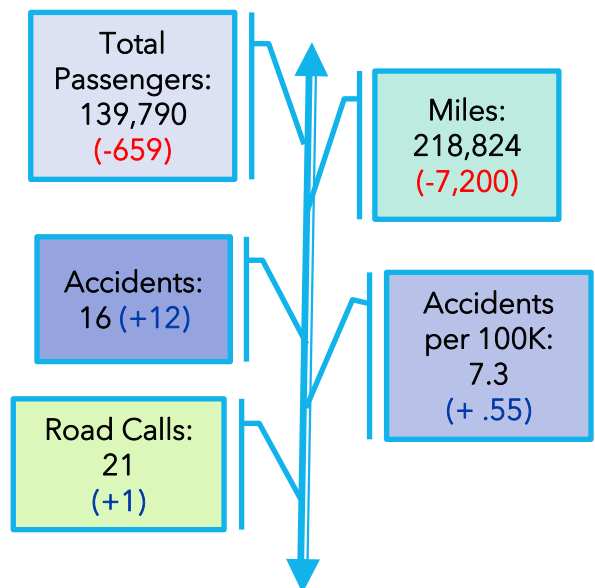 Total
Passengers:
139,790
(-659)
Miles:
218,824
(-7,200)
Accidents:
16 (+12)
Accidents
per 100K:
7.3
(+ .55)
Road Calls:
21
(+1)